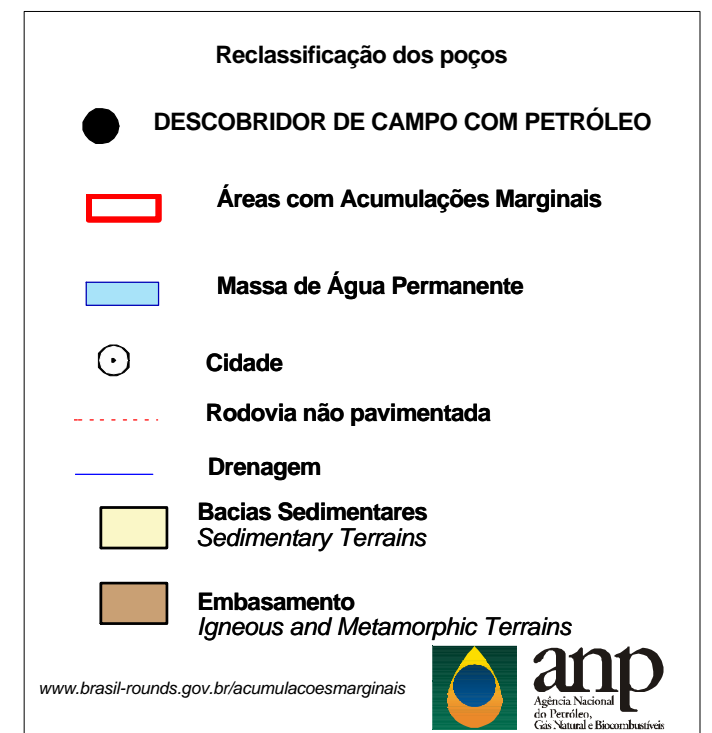 Reclassificação dos poços
DESCOBRIDOR DE CAMPO COM PETRÓLEO
Áreas com Acumulações Marginais
Massa de Água Permanente
Cidade
Rodovia não pavimentada
Drenagem
Bacias Sedimentares
Sedimentary Terrains
Embasamento
Igneous and Metamorphic Terrains
www.brasil-rounds.gov.br/acumulacoesmarginais
anp
Agência Nacional
do Petróleo,
Gás Natural e Biocombustíveis